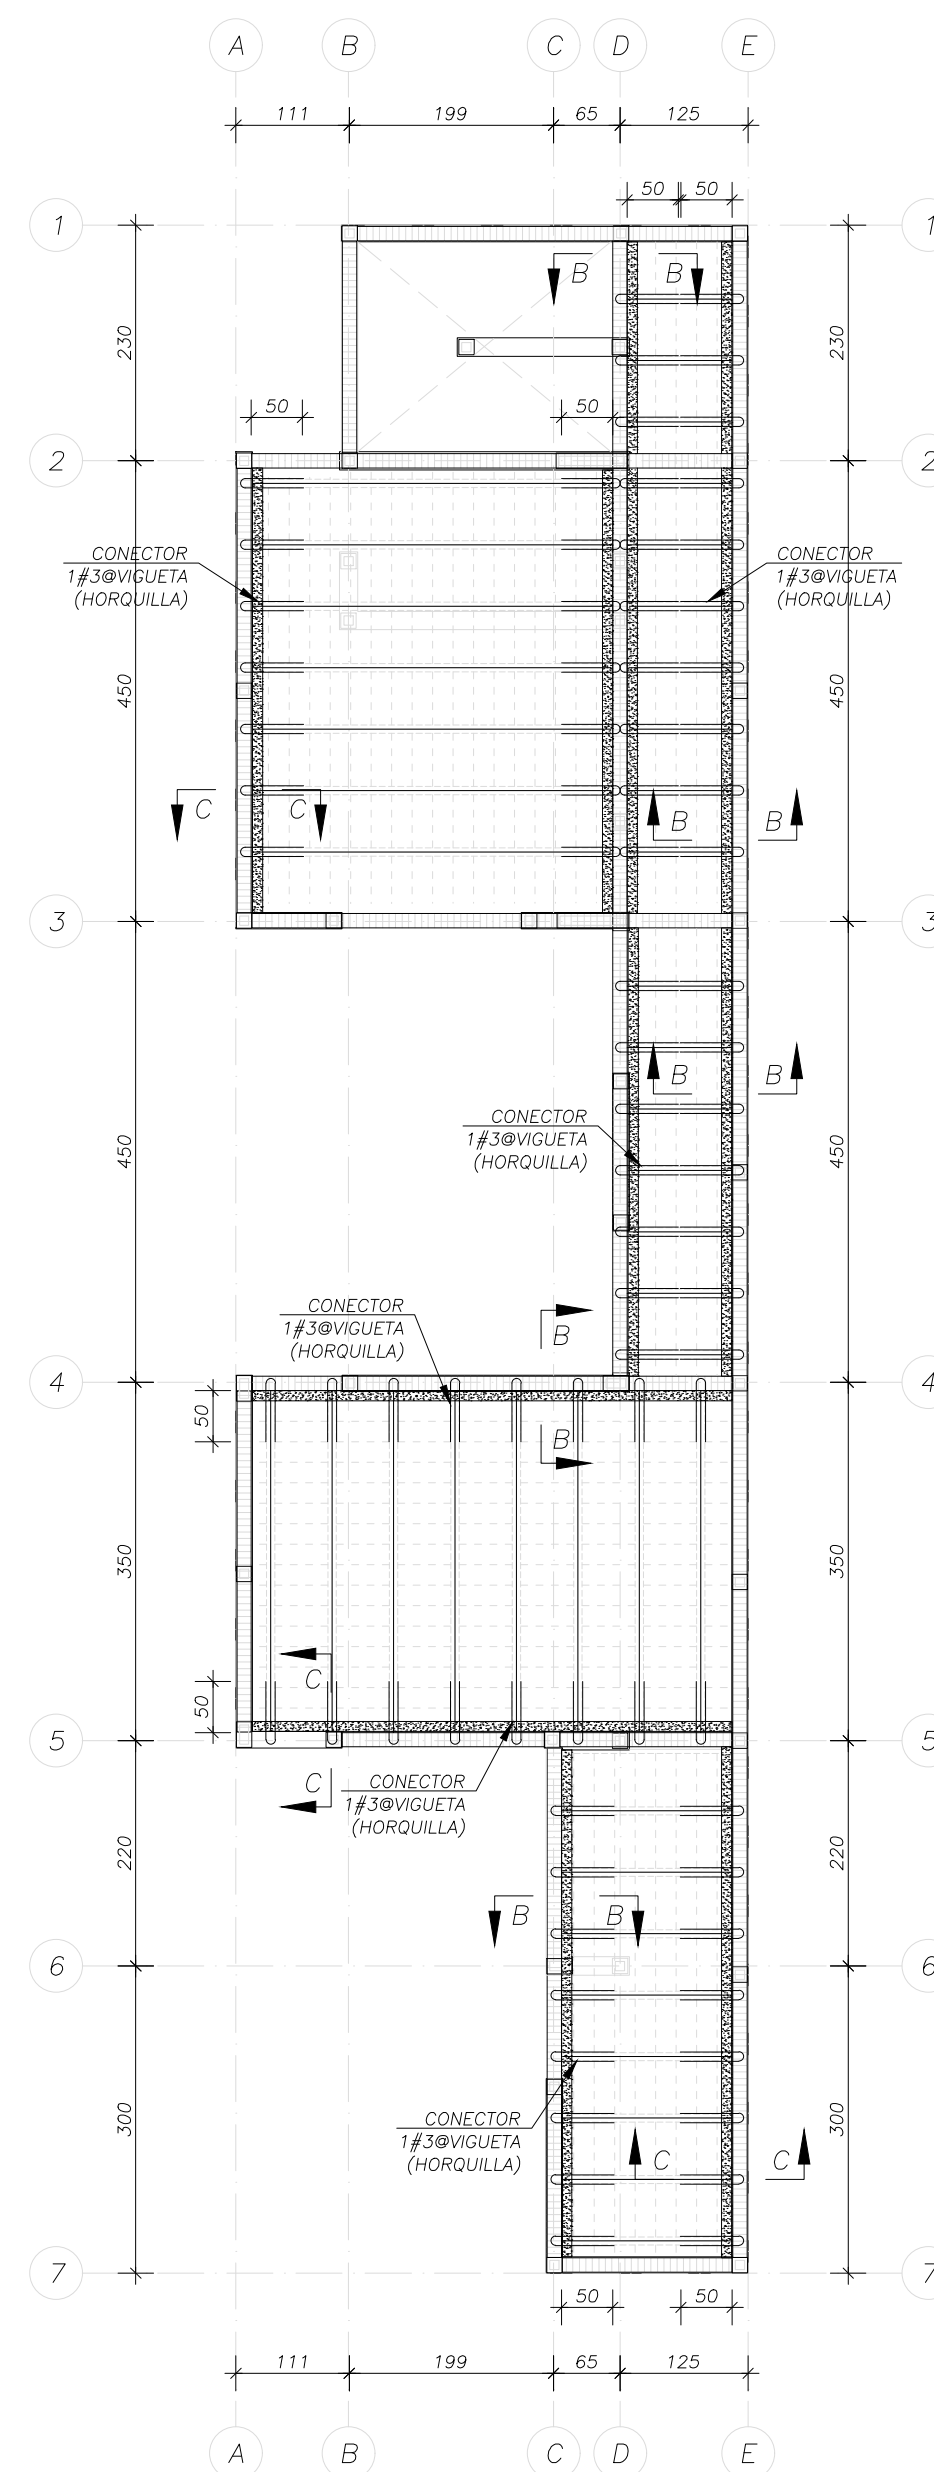 A B C D E
111 199 65 125
50 50
1 1
B B
230 230
50 50
2 2
CONECTOR
1#3@VIGUETA
(HORQUILLA)
CONECTOR
1#3@VIGUETA
(HORQUILLA)
450 450
C C B B
3 3
B B
CONECTOR
1#3@VIGUETA
(HORQUILLA)
450 450
CONECTOR
1#3@VIGUETA
(HORQUILLA)
B
4 4
50
B
350 350
C
50
5 5
C
CONECTOR
1#3@VIGUETA
(HORQUILLA)
220 220
B B
6 6
CONECTOR
1#3@VIGUETA
(HORQUILLA)
300 300
C C
7 7
50 50
111 199 65 125
A B C D E